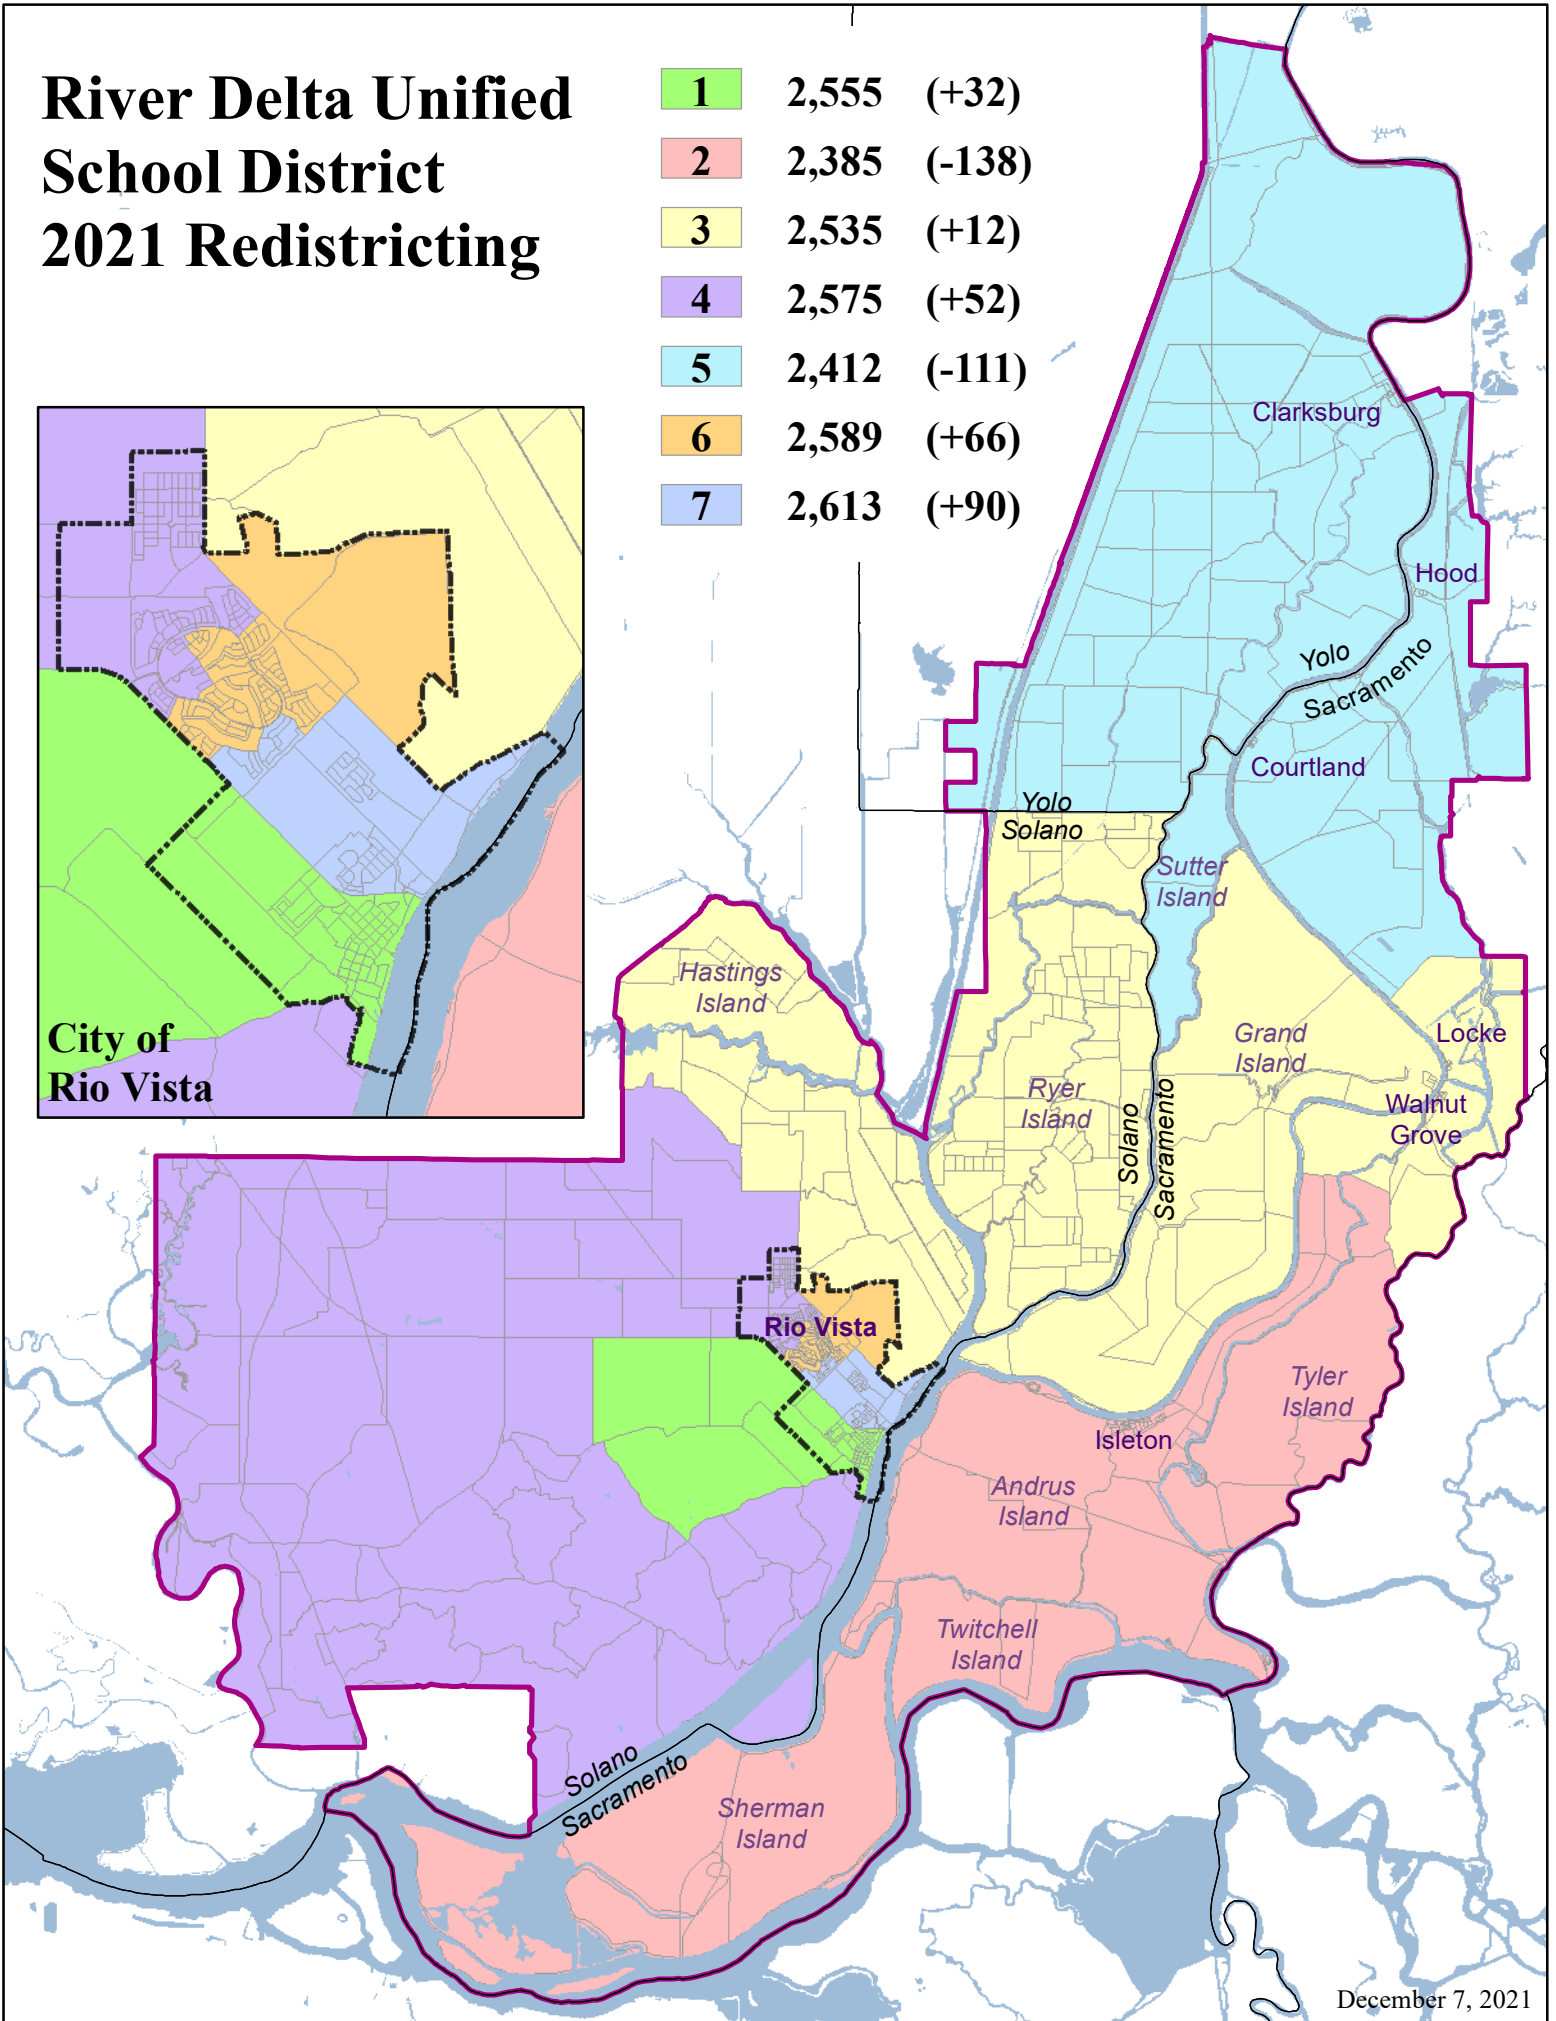 River Delta Unified
School District
2021 Redistricting
1 2,555 (+32)
2 2,385 (-138)
3 2,535 (+12)
4 2,575 (+52)
5 2,412 (-111)
6 2,589 (+66)
7 2,613 (+90)
City of
Rio Vista
Clarksburg
Hood
Yolo
Sacramento
Courtland
Yolo
Solano
Sutter
Island
Hastings
Island
Grand
Island
Locke
Ryer
Island
Solano
Sacramento
Walnut
Grove
Rio Vista
Tyler
Island
Isleton
Andrus
Island
Twitchell
Island
Solano
Sacramento
Sherman
Island
December 7, 2021